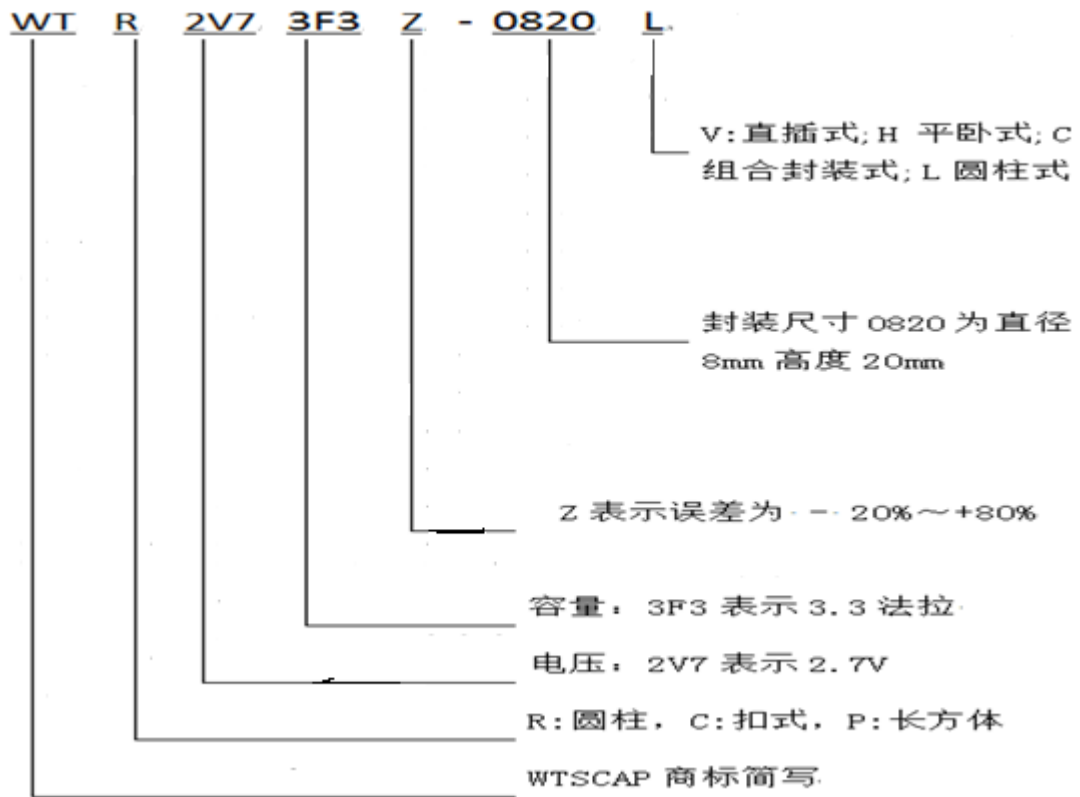 WT R 2V7 3F3 Z - 0820 L
V:直插式;H 平卧式;C
组合封装式;L 圆柱式
封装尺寸 0820 为直径
8mm 高度 20mm
Z 表示误差为 - 20%～+80%
容量：3F3 表示 3.3 法拉
电压：2V7 表示 2.7V
R:圆柱，C:扣式，P:长方体
WTSCAP 商标简写